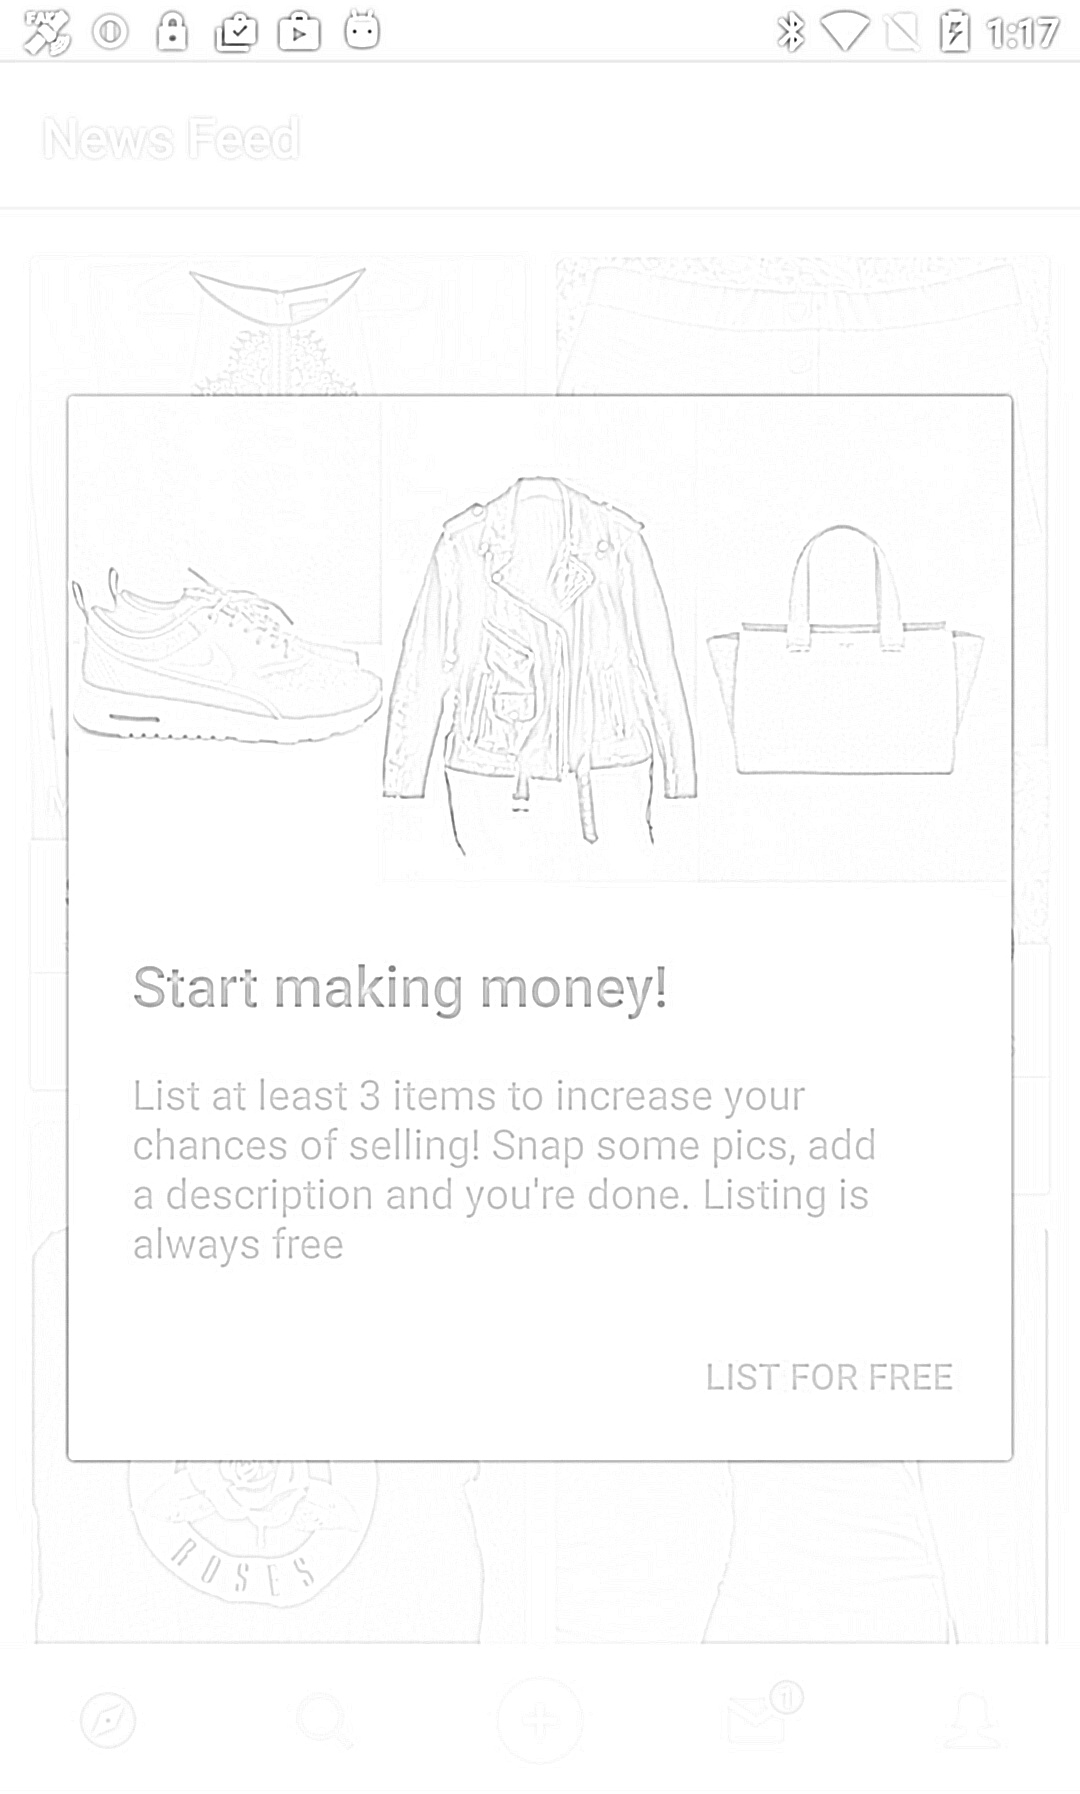 1:17
News Feed
Start making money!
List at least 3 items to increase your
chances of selling! Snap some pics, add
a description and you're done. Listing is
always free
LIST FOR FREE
ROSES